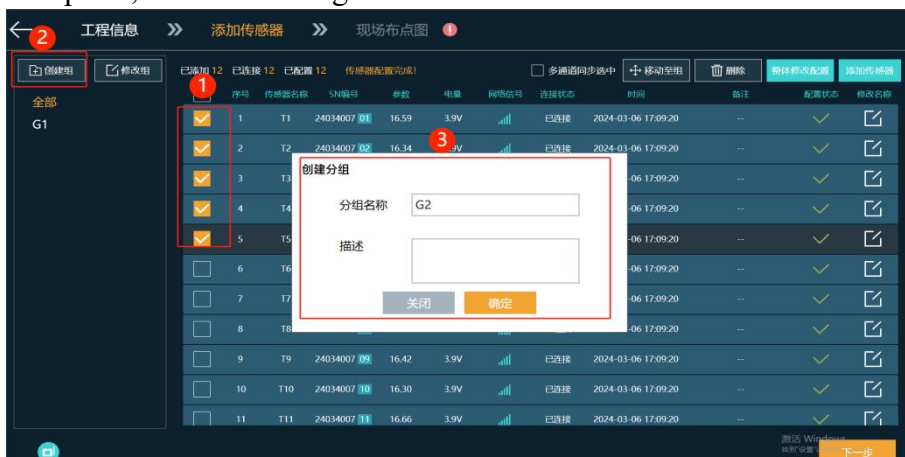 工程信息 » 添加传感器 » 现场布点图 !
2
创建组 修改组 已添加 12 已连接 12 已配置 12 传感器配置完成! 多通道同步选中 移动至组 删除 整体修改配置 添加传感器
1
全部
G1
序号 传感器名称 SN编号 参数 电量 网络信号 连接状态 时间 备注 配置状态 修改名称
1 T1 24034007 01 16.59 3.9V 已连接 2024-03-06 17:09:20 --
2 T2 24034007 02 16.34 已连接 2024-03-06 17:09:20 --
3
3 T3 -06 17:09:20 --
4 T4 -06 17:09:20 --
5 T5 -06 17:09:20 --
6 T6 -06 17:09:20 --
7 T7 -06 17:09:20 --
8 T8 -06 17:09:20 --
创建分组
分组名称 G2
描述
关闭 确定
9 T9 24034007 09 16.42 3.9V 已连接 2024-03-06 17:09:20 --
10 T10 24034007 10 16.30 3.9V 已连接 2024-03-06 17:09:20 --
11 T11 24034007 11 16.66 3.9V 已连接 2024-03-06 17:09:20 --
激活 Windows
下一步